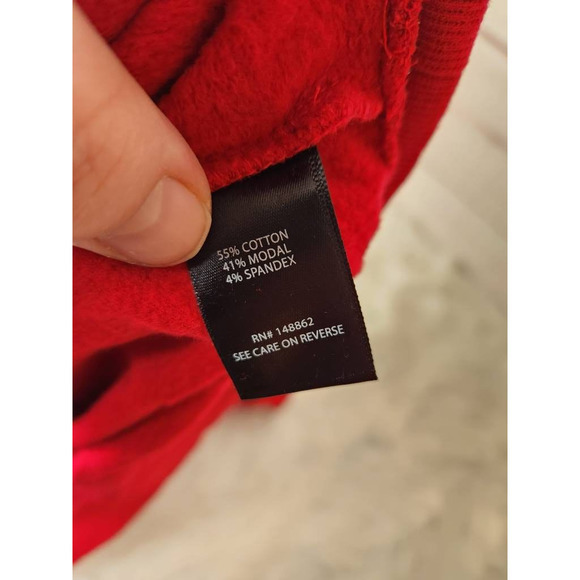 55% COTTON
41% MODAL
4% SPANDEX
RN# 148862
SEE CARE ON REVERSE